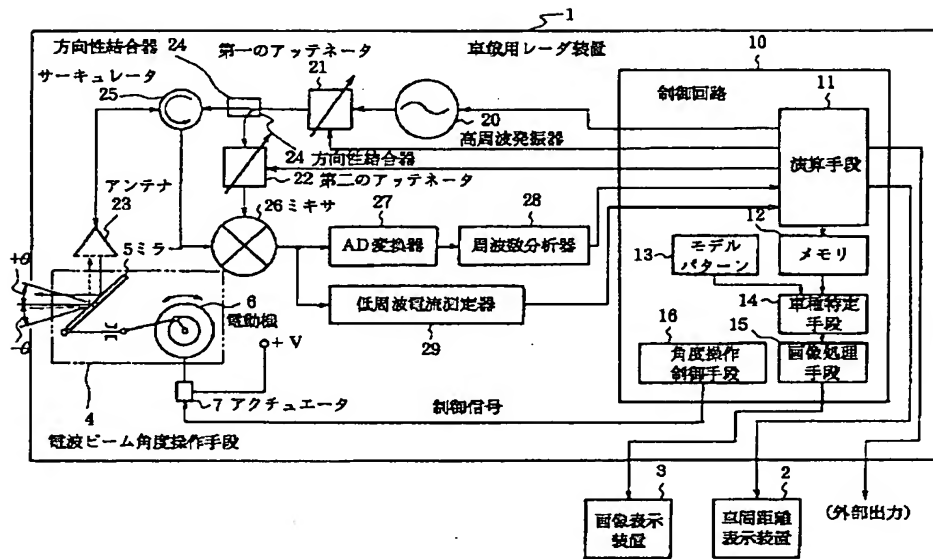 1
方向性結合器 24
第一のアッテネータ
車載用レーダ装置
10
サーキュレータ
21
制御回路
11
25
20
高周波発振器
24 方向性結合器
演算手段
22 第二のアッテネータ
アンテナ
26 ミキサ
27
28
12
23
5 ミラ
AD変換器
周波数分析器
13
モデル
パターン
メモリ
+θ
6
電動機
14
車種特定
手段
-θ
低周波電流測定器
16
15
+V
29
角度操作
制御手段
画像処理
手段
4
7 アクチュエータ
制御信号
電波ビーム角度操作手段
3
2
画像表示
装置
車間距離
表示装置
(外部出力)